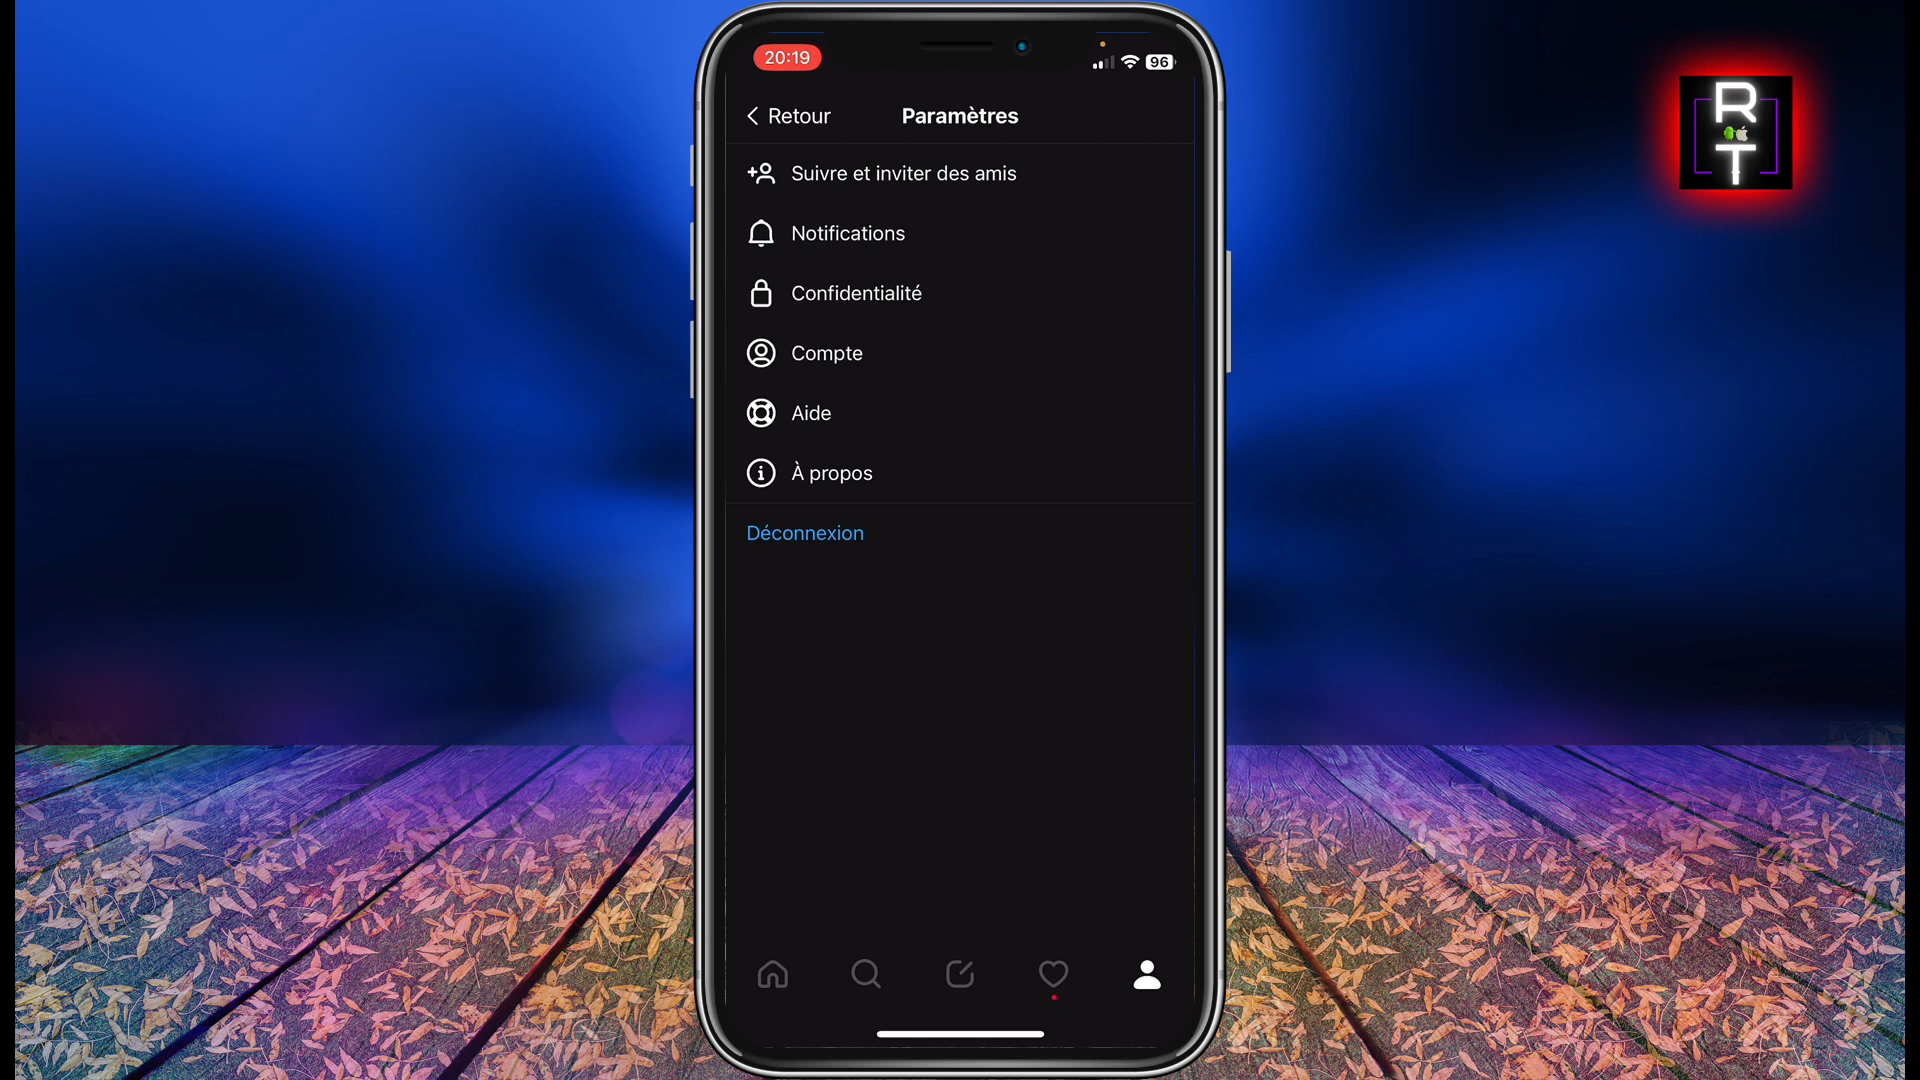 20:19
96
Retour
Paramètres
Suivre et inviter des amis
Notifications
Confidentialité
Compte
Aide
À propos
Déconnexion
R
T